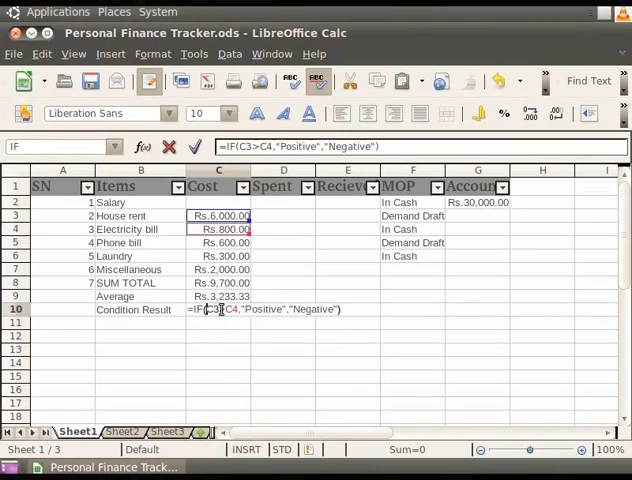 Applications Places System
Personal Finance Tracker.ods - LibreOffice Calc
File Edit View Insert Format Tools Data Window Help
ABC ABC Find Text
Liberation Sans 10 A A A %
IF =IF(C3>C4,"Positive","Negative")
A B C D E F G H I
1 SN Items Cost Spent Recieve MOP Accoun
2 1 Salary In Cash Rs.30,000.00
3 2 House rent Rs.6,000.00 Demand Draft
4 3 Electricity bill Rs.800.00 In Cash
5 4 Phone bill Rs.600.00 Demand Draft
6 5 Laundry Rs.300.00 In Cash
7 6 Miscellaneous Rs.2,000.00
8 7 SUM TOTAL Rs.9,700.00
9 Average Rs.3,233.33
10 Condition Result =IF(C3>C4,"Positive","Negative")
11
12
13
14
15
16
17
18
Sheet1 Sheet2 Sheet3
Sheet 1 / 3 Default INSRT STD Sum=0 100%
Personal Finance Track...